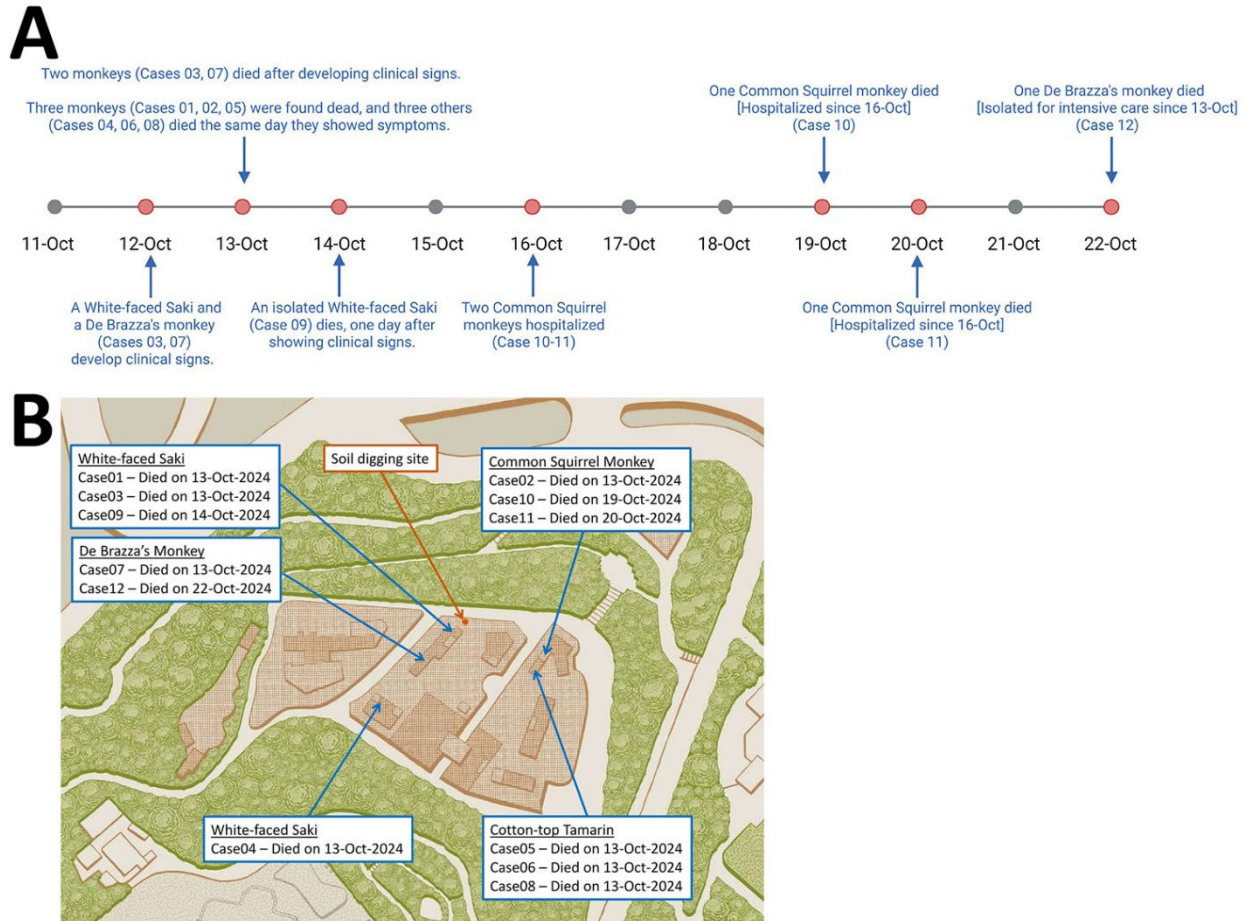 A
Two monkeys (Cases 03, 07) died after developing clinical signs.
Three monkeys (Cases 01, 02, 05) were found dead, and three others
(Cases 04, 06, 08) died the same day they showed symptoms.
One Common Squirrel monkey died
[Hospitalized since 16-Oct]
(Case 10)
One De Brazza's monkey died
[Isolated for intensive care since 13-Oct]
(Case 12)
11-Oct
12-Oct
13-Oct
14-Oct
15-Oct
16-Oct
17-Oct
18-Oct
19-Oct
20-Oct
21-Oct
22-Oct
A White-faced Saki and
a De Brazza's monkey
(Cases 03, 07)
develop clinical signs.
An isolated White-faced Saki
(Case 09) dies, one day after
showing clinical signs.
Two Common Squirrel
monkeys hospitalized
(Case 10-11)
One Common Squirrel monkey died
[Hospitalized since 16-Oct]
(Case 11)
B
White-faced Saki
Case01 – Died on 13-Oct-2024
Case03 – Died on 13-Oct-2024
Case09 – Died on 14-Oct-2024
Soil digging site
Common Squirrel Monkey
Case02 – Died on 13-Oct-2024
Case10 – Died on 19-Oct-2024
Case11 – Died on 20-Oct-2024
De Brazza's Monkey
Case07 – Died on 13-Oct-2024
Case12 – Died on 22-Oct-2024
White-faced Saki
Case04 – Died on 13-Oct-2024
Cotton-top Tamarin
Case05 – Died on 13-Oct-2024
Case06 – Died on 13-Oct-2024
Case08 – Died on 13-Oct-2024